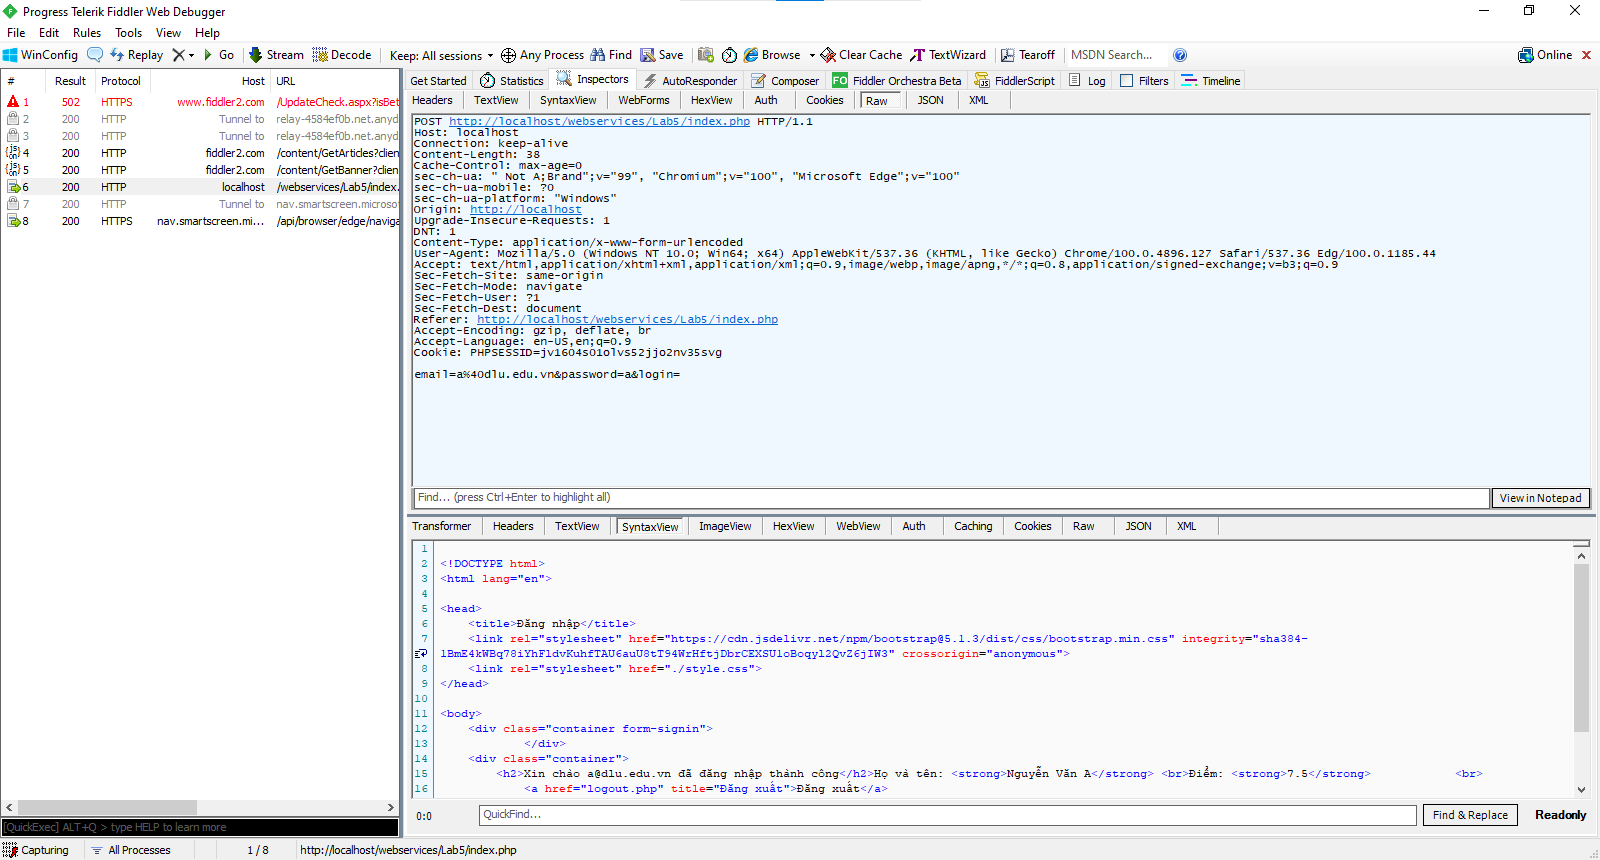 Progress Telerik Fiddler Web Debugger
File Edit Rules Tools View Help
WinConfig Replay Go Stream Decode Keep: All sessions Any Process Find Save Browse Clear Cache TextWizard Tearoff MSDN Search... Online
# Result Protocol Host URL
1 502 HTTPS www.fiddler2.com /UpdateCheck.aspx?isBet
2 200 HTTP Tunnel to relay-4584ef0b.net.anyd
3 200 HTTP Tunnel to relay-4584ef0b.net.anyd
4 200 HTTP fiddler2.com /content/GetArticles?clien
5 200 HTTP fiddler2.com /content/GetBanner?clien
6 200 HTTP localhost /webservices/Lab5/index.
7 200 HTTP Tunnel to nav.smartscreen.microsof
8 200 HTTPS nav.smartscreen.mi... /api/browser/edge/naviga
[QuickExec] ALT+Q > type HELP to learn more
Get Started Statistics Inspectors AutoResponder Composer FO Fiddler Orchestra Beta FiddlerScript Log Filters Timeline
Headers TextView SyntaxView WebForms HexView Auth Cookies Raw JSON XML
POST http://localhost/webservices/Lab5/index.php HTTP/1.1
Host: localhost
Connection: keep-alive
Content-Length: 38
Cache-Control: max-age=0
sec-ch-ua: " Not A;Brand";v="99", "Chromium";v="100", "Microsoft Edge";v="100"
sec-ch-ua-mobile: ?0
sec-ch-ua-platform: "Windows"
Origin: http://localhost
Upgrade-Insecure-Requests: 1
DNT: 1
Content-Type: application/x-www-form-urlencoded
User-Agent: Mozilla/5.0 (Windows NT 10.0; Win64; x64) AppleWebKit/537.36 (KHTML, like Gecko) Chrome/100.0.4896.127 Safari/537.36 Edg/100.0.1185.44
Accept: text/html,application/xhtml+xml,application/xml;q=0.9,image/webp,image/apng,*/*;q=0.8,application/signed-exchange;v=b3;q=0.9
Sec-Fetch-Site: same-origin
Sec-Fetch-Mode: navigate
Sec-Fetch-User: ?1
Sec-Fetch-Dest: document
Referer: http://localhost/webservices/Lab5/index.php
Accept-Encoding: gzip, deflate, br
Accept-Language: en-US,en;q=0.9
Cookie: PHPSESSID=jv1604s01olvs52jjo2nv35svg
email=a%40dlu.edu.vn&password=a&login=
Find... (press Ctrl+Enter to highlight all) View in Notepad
Transformer Headers TextView SyntaxView ImageView HexView WebView Auth Caching Cookies Raw JSON XML
1
2 <!DOCTYPE html>
3 <html lang="en">
4
5 <head>
6 <title>Đăng nhập</title>
7 <link rel="stylesheet" href="https://cdn.jsdelivr.net/npm/bootstrap@5.1.3/dist/css/bootstrap.min.css" integrity="sha384-
1BmE4kWBq78iYhFldvKuhfTAU6auU8tT94WrHftjDbrCEXSU1oBoqyl2QvZ6jIW3" crossorigin="anonymous">
8 <link rel="stylesheet" href="./style.css">
9 </head>
10
11 <body>
12 <div class="container form-signin">
13 </div>
14 <div class="container">
15 <h2>Xin chào a@dlu.edu.vn đã đăng nhập thành công</h2>Họ và tên: <strong>Nguyễn Văn A</strong> <br>Điểm: <strong>7.5</strong> <br>
16 <a href="logout.php" title="Đăng xuất">Đăng xuất</a>
0:0 QuickFind... Find & Replace Readonly
Capturing All Processes 1 / 8 http://localhost/webservices/Lab5/index.php